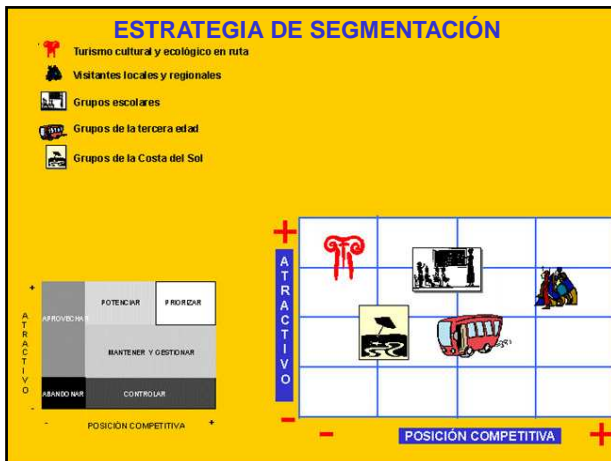 ESTRATEGIA DE SEGMENTACIÓN
Turismo cultural y ecológico en ruta
Visitantes locales y regionales
Grupos escolares
Grupos de la tercera edad
Grupos de la Costa del Sol
+
ATRACTIVO
-
POTENCIAR
PRIORIZAR
APROVECHAR
MANTENER Y GESTIONAR
ABANDONAR
CONTROLAR
- POSICIÓN COMPETITIVA +
+
ATRACTIVO
-
- POSICIÓN COMPETITIVA +